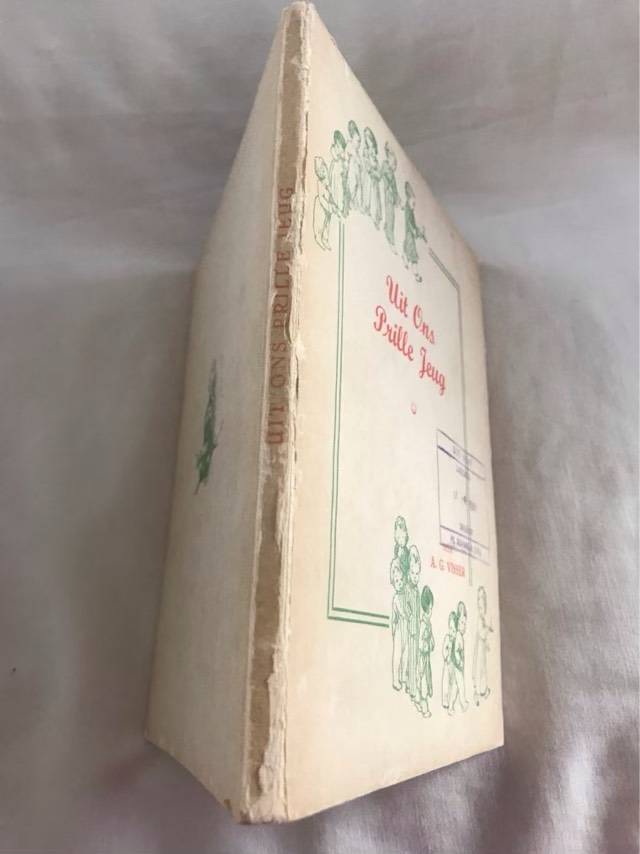 UIT ONS PRILLE JEUG
Uit Ons
Prille Jeug
A. G. VISSER